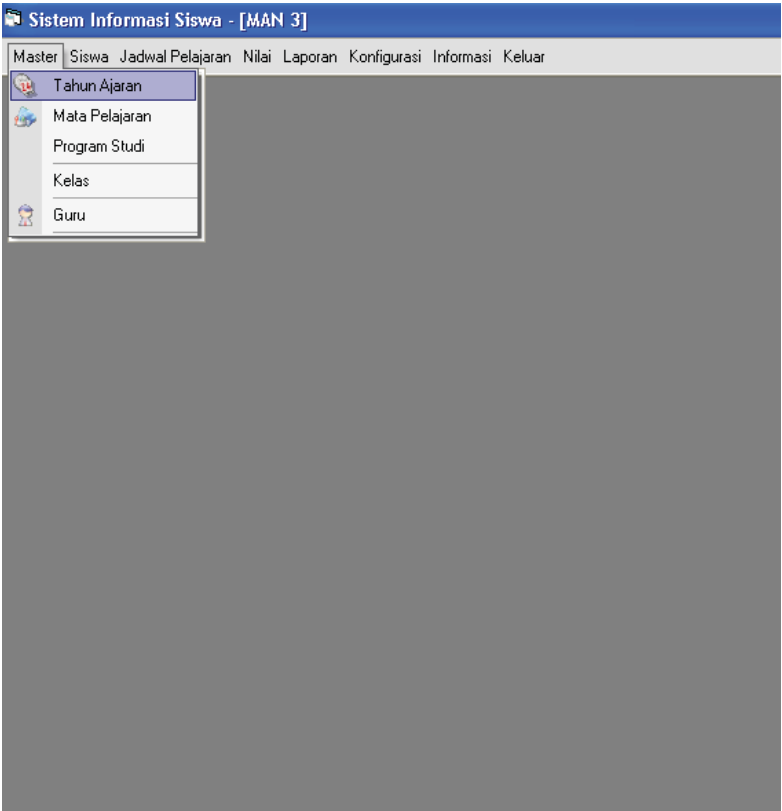 Sistem Informasi Siswa - [MAN 3]
Master Siswa Jadwal Pelajaran Nilai Laporan Konfigurasi Informasi Keluar
Tahun Ajaran
Mata Pelajaran
Program Studi
Kelas
Guru